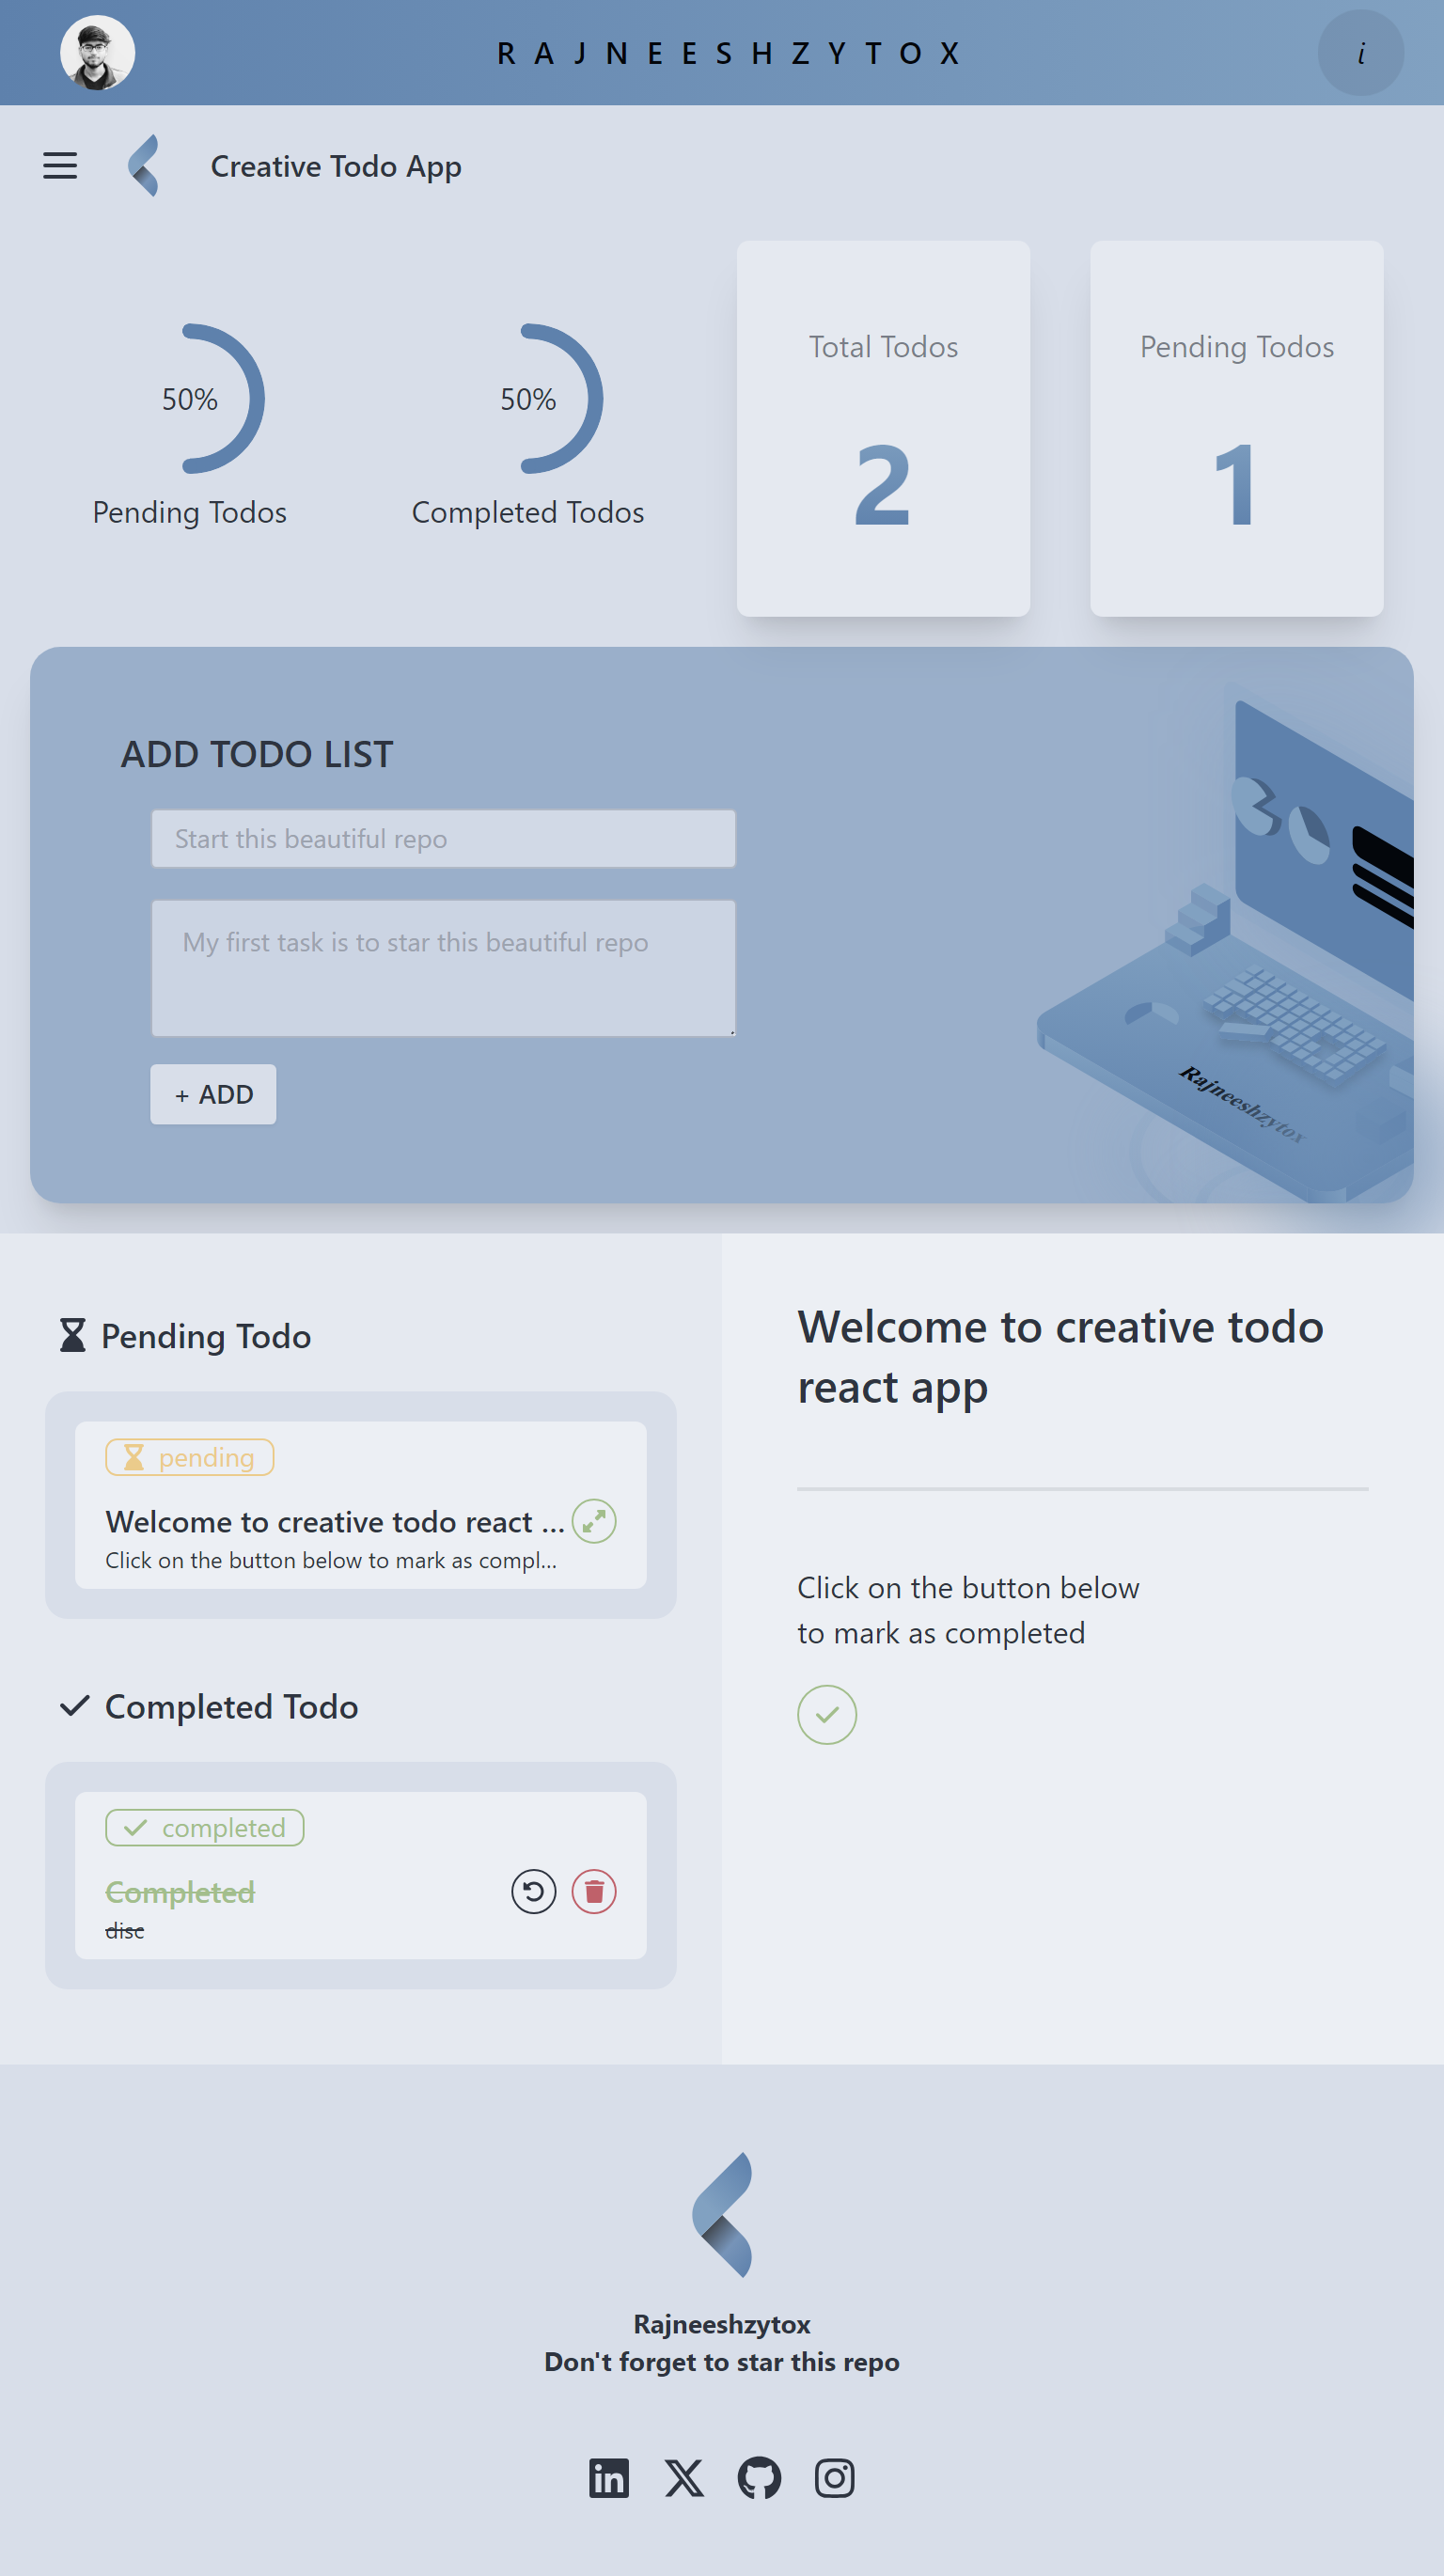 RAJNEESHZYTOX
i
Creative Todo App
50%
Pending Todos
50%
Completed Todos
Total Todos
2
Pending Todos
1
ADD TODO LIST
Start this beautiful repo
My first task is to star this beautiful repo
+ ADD
Rajneeshzytox
Pending Todo
pending
Welcome to creative todo react ...
Click on the button below to mark as compl...
Completed Todo
completed
Completed
disc
Welcome to creative todo
react app
Click on the button below
to mark as completed
Rajneeshzytox
Don't forget to star this repo